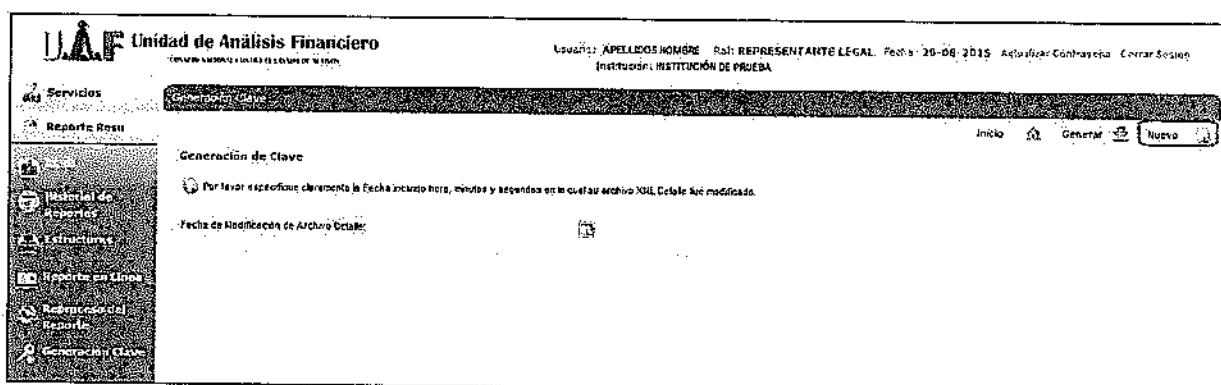 UAF Unidad de Análisis Financiero
Usuario: APELLIDOS NOMBRE Rol: REPRESENTANTE LEGAL Fecha: 20-08-2015 Actualizar Contraseña Cerrar Sesión
Institución: INSTITUCIÓN DE PRUEBA
Servicios
Generación Clave
Reporte Resu
Inicio Generar Nuevo
Generación de Clave
Por favor especifique claramente la Fecha incluido hora, minutos y segundos en la cual su archivo XML Detalle fue modificado.
Historial de
Reportes
Fecha de Modificación de Archivo Detalle:
Estructuras
Reporte en Línea
Reproceso del
Reporte
Generación Clave